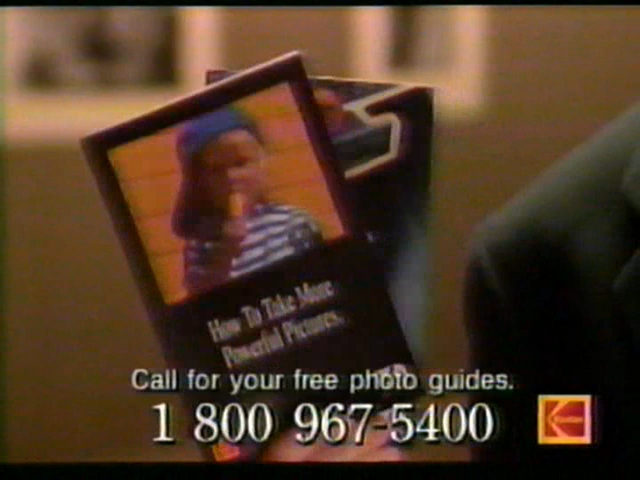 How To Take More
Powerful Pictures.
Call for your free photo guides.
1 800 967-5400